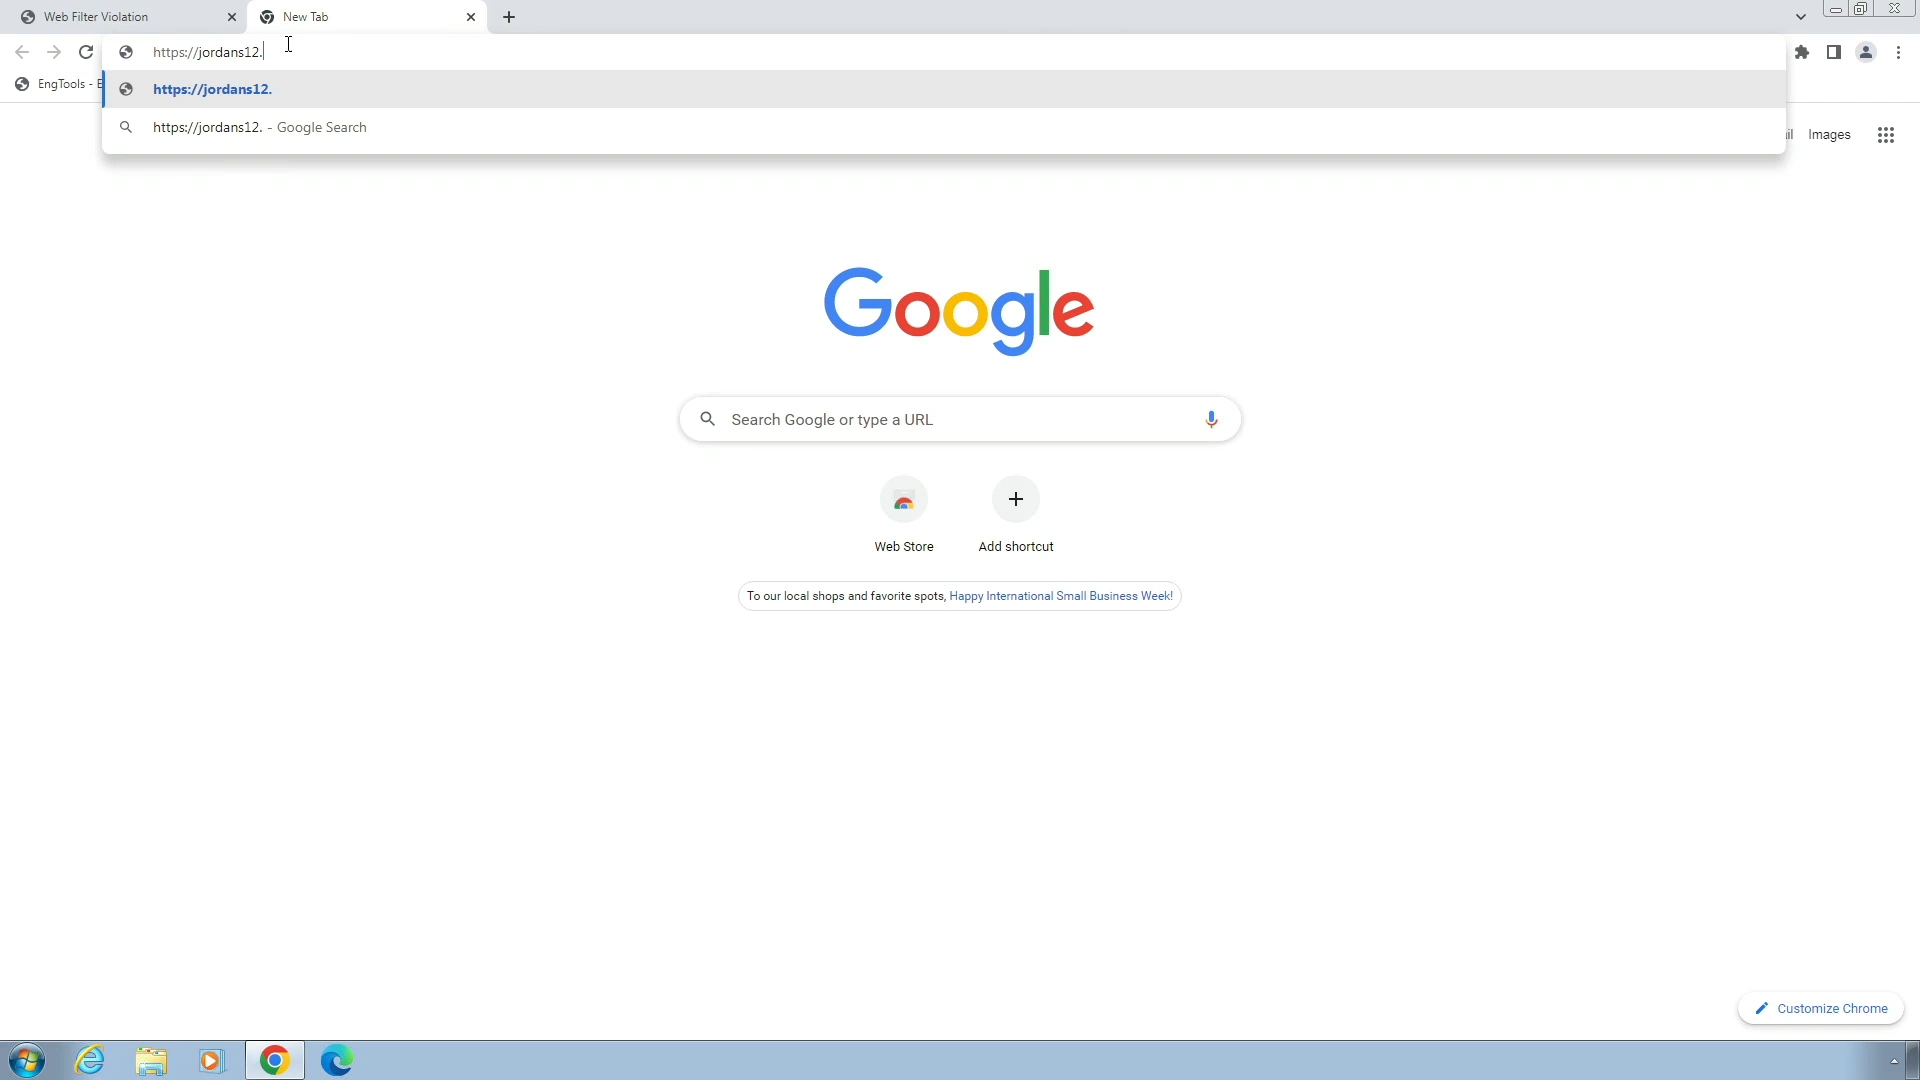 Web Filter Violation
New Tab
https://jordans12.
EngTools - E
https://jordans12.
https://jordans12. - Google Search
il
Images
Google
Search Google or type a URL
Web Store
Add shortcut
To our local shops and favorite spots, Happy International Small Business Week!
Customize Chrome